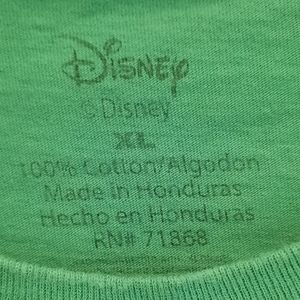 Disney
© Disney
XL
100% Cotton/Algodon
Made in Honduras
Hecho en Honduras
RN# 71868